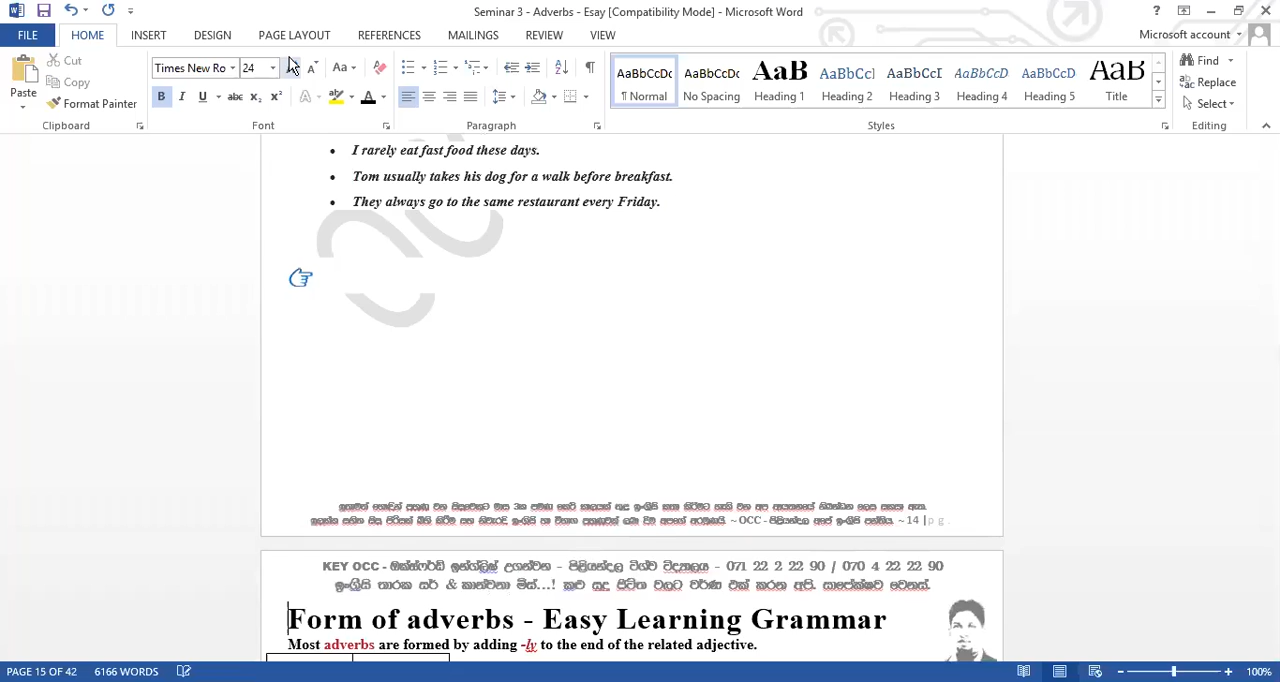 Seminar 3 - Adverbs - Esay [Compatibility Mode] - Microsoft Word
FILE HOME INSERT DESIGN PAGE LAYOUT REFERENCES MAILINGS REVIEW VIEW Microsoft account
Paste Cut Copy Format Painter
Clipboard
Times New Ro 24
Font
Paragraph
AaBbCcDc AaBbCcDc AaB AaBbCcI AaBbCcI AaBbCcD AaBbCcD AaB
¶ Normal No Spacing Heading 1 Heading 2 Heading 3 Heading 4 Heading 5 Title
Styles
Find Replace Select
Editing
• I rarely eat fast food these days.
• Tom usually takes his dog for a walk before breakfast.
• They always go to the same restaurant every Friday.
~ OCC - ~ 14 | p g .
KEY OCC - 071 22 2 22 90 / 070 4 22 22 90
Form of adverbs - Easy Learning Grammar
Most adverbs are formed by adding -ly to the end of the related adjective.
PAGE 15 OF 42 6166 WORDS 100%